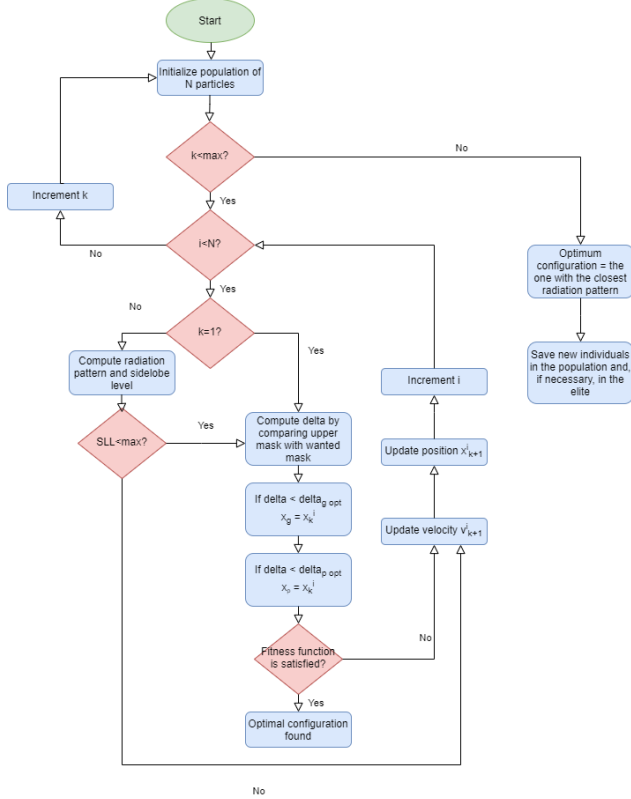 Start
Initialize population of
N particles
k<max?
No
Yes
Increment k
i<N?
No
Yes
Optimum
configuration = the
one with the closest
radiation pattern
No
k=1?
Yes
Compute radiation
pattern and sidelobe
level
Increment i
Save new individuals
in the population and,
if necessary, in the
elite
SLL<max?
Yes
Compute delta by
comparing upper
mask with wanted
mask
Update position x^i_{k+1}
If delta < delta_{g opt}
x_g = x_k^i
Update velocity v^i_{k+1}
If delta < delta_{p opt}
x_p = x_k^i
Fitness function
is satisfied?
No
Yes
Optimal configuration
found
No